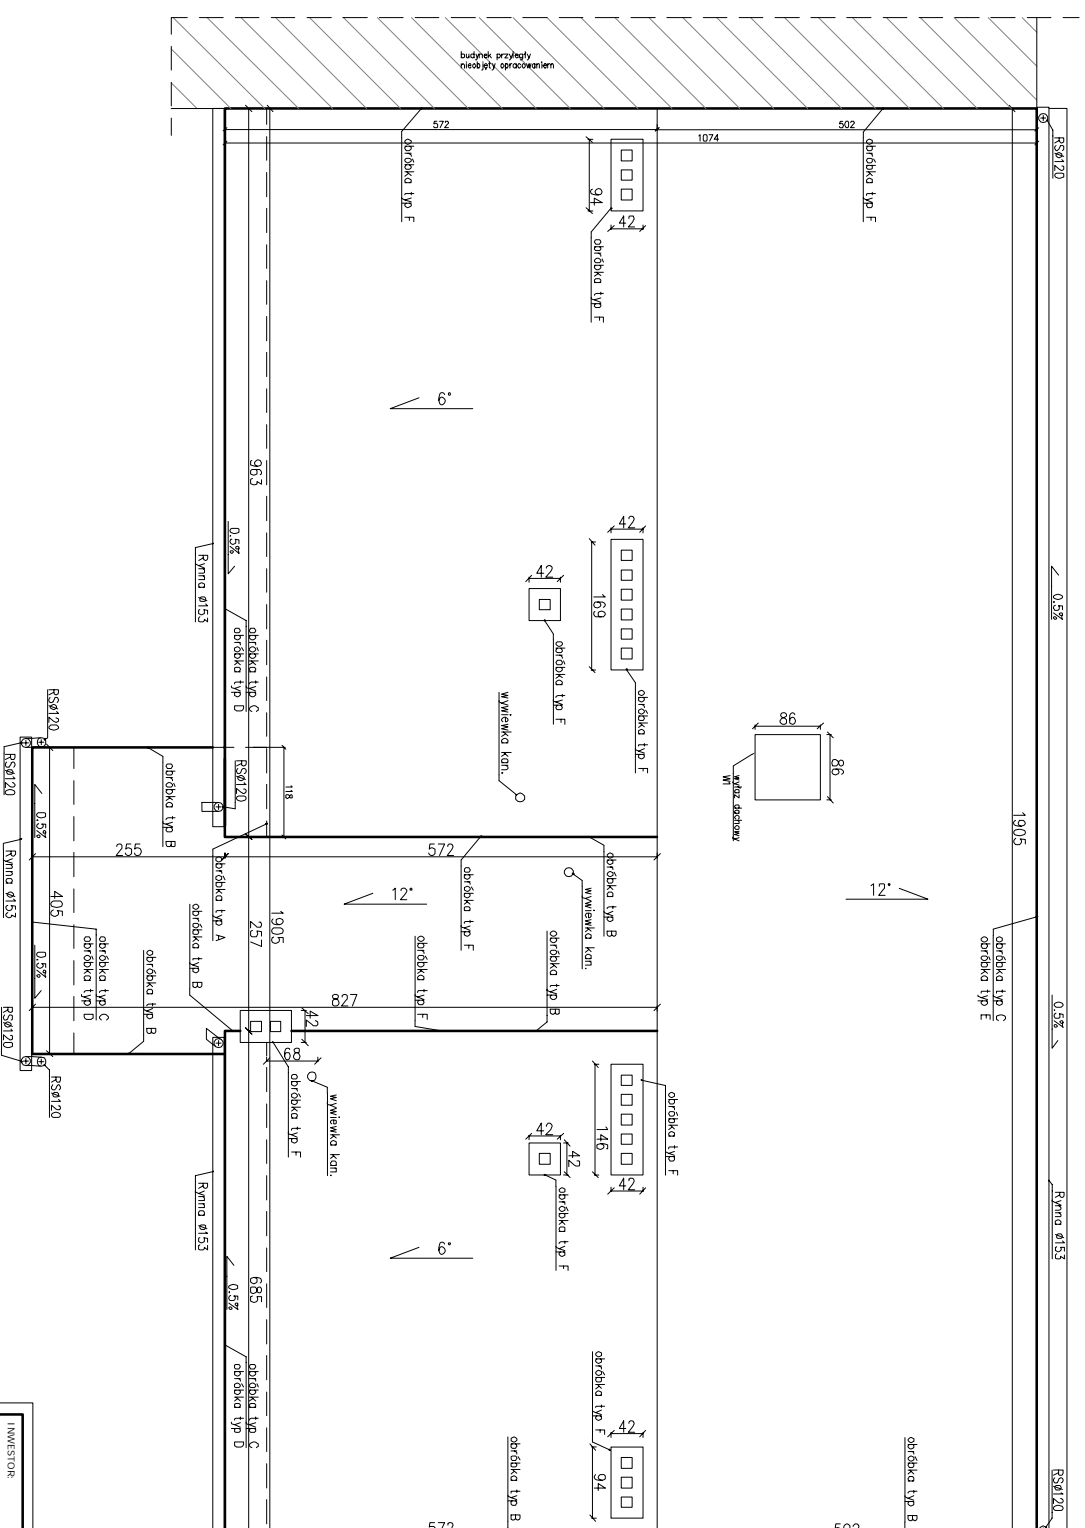 budynek przyległy
nieobjęty opracowaniem
572
502
1074
RSø120
obróbka typ F
obróbka typ F
94
42
obróbka typ F
6°
963
0.5%
Rynna ø153
obróbka typ C
obróbka typ D
42
169
42
obróbka typ F
obróbka typ F
wywiewka kan.
0.5%
86
86
wyłaz dachowy
W1
1905
RSø120
RSø120
obróbka typ B
RSø120
118
0.5%
Rynna ø153
255
572
405
obróbka typ A
obróbka typ F
obróbka typ B
12°
12°
wywiewka kan.
1905
257
obróbka typ B
obróbka typ F
obróbka typ B
obróbka typ C
obróbka typ D
obróbka typ B
0.5%
obróbka typ C
obróbka typ E
827
42
68
RSø120
RSø120
obróbka typ F
wywiewka kan.
0.5%
obróbka typ F
146
42
42
42
obróbka typ F
Rynna ø153
Rynna ø153
6°
0.5%
685
obróbka typ C
obróbka typ D
obróbka typ F
42
94
obróbka typ B
obróbka typ B
RSø120
572
INWESTOR: